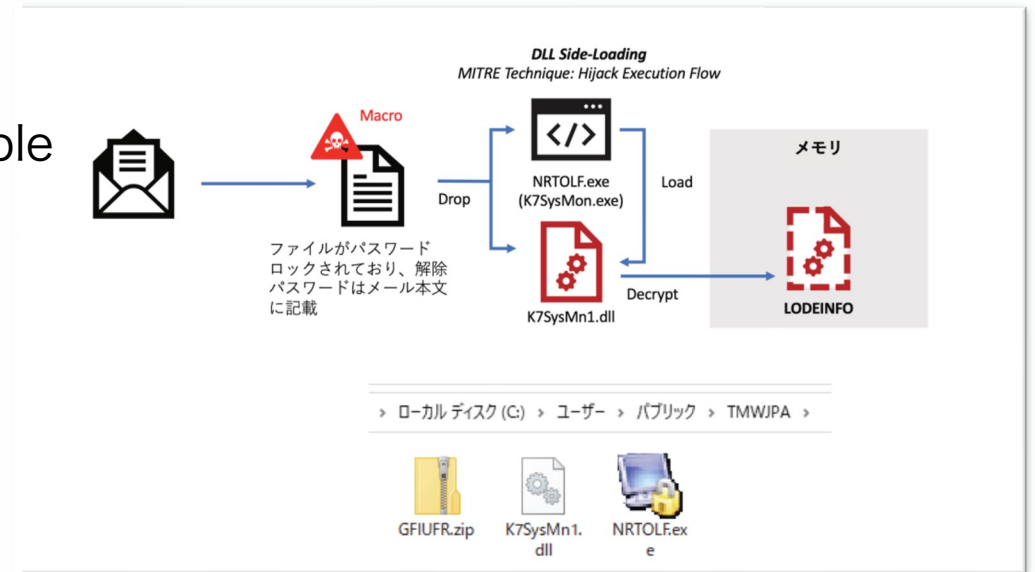 DLL Side-Loading
MITRE Technique: Hijack Execution Flow
Macro
メモリ
Drop
NRTOLF.exe
(K7SysMon.exe)
Load
ファイルがパスワード
ロックされており、解除
パスワードはメール本文
に記載
K7SysMn1.dll
Decrypt
LODEINFO
> ローカル ディスク (C:) > ユーザー > パブリック > TMWJPA >
GFIUFR.zip
K7SysMn1.
dll
NRTOLF.ex
e